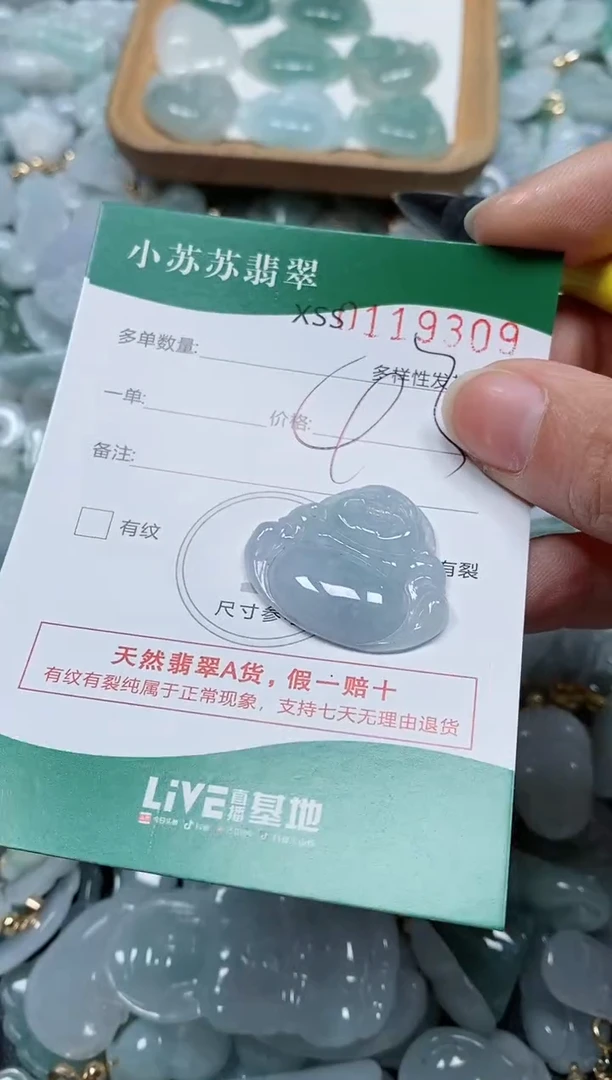 小苏苏翡翠
XSS0119309
多单数量:
多样性发
一单: 价格:
备注:
有纹 有裂
尺寸参
天然翡翠A货，假一赔十
有纹有裂纯属于正常现象，支持七天无理由退货
LIVE直播基地